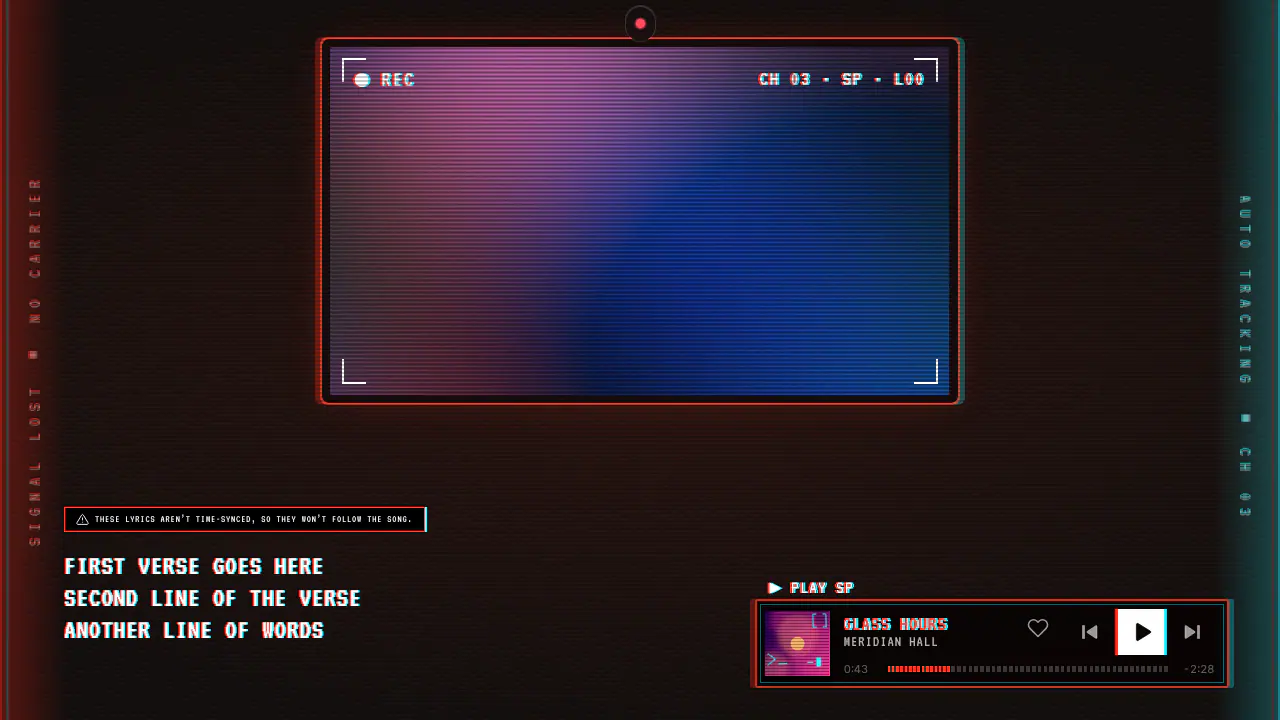 REC
CH 03 - SP - L00
SIGNAL LOST ■ NO CARRIER
AUTO TRACKING ■ CH 03
THESE LYRICS AREN'T TIME-SYNCED, SO THEY WON'T FOLLOW THE SONG.
FIRST VERSE GOES HERE
SECOND LINE OF THE VERSE
ANOTHER LINE OF WORDS
▶ PLAY SP
GLASS HOURS
MERIDIAN HALL
0:43
-2:28